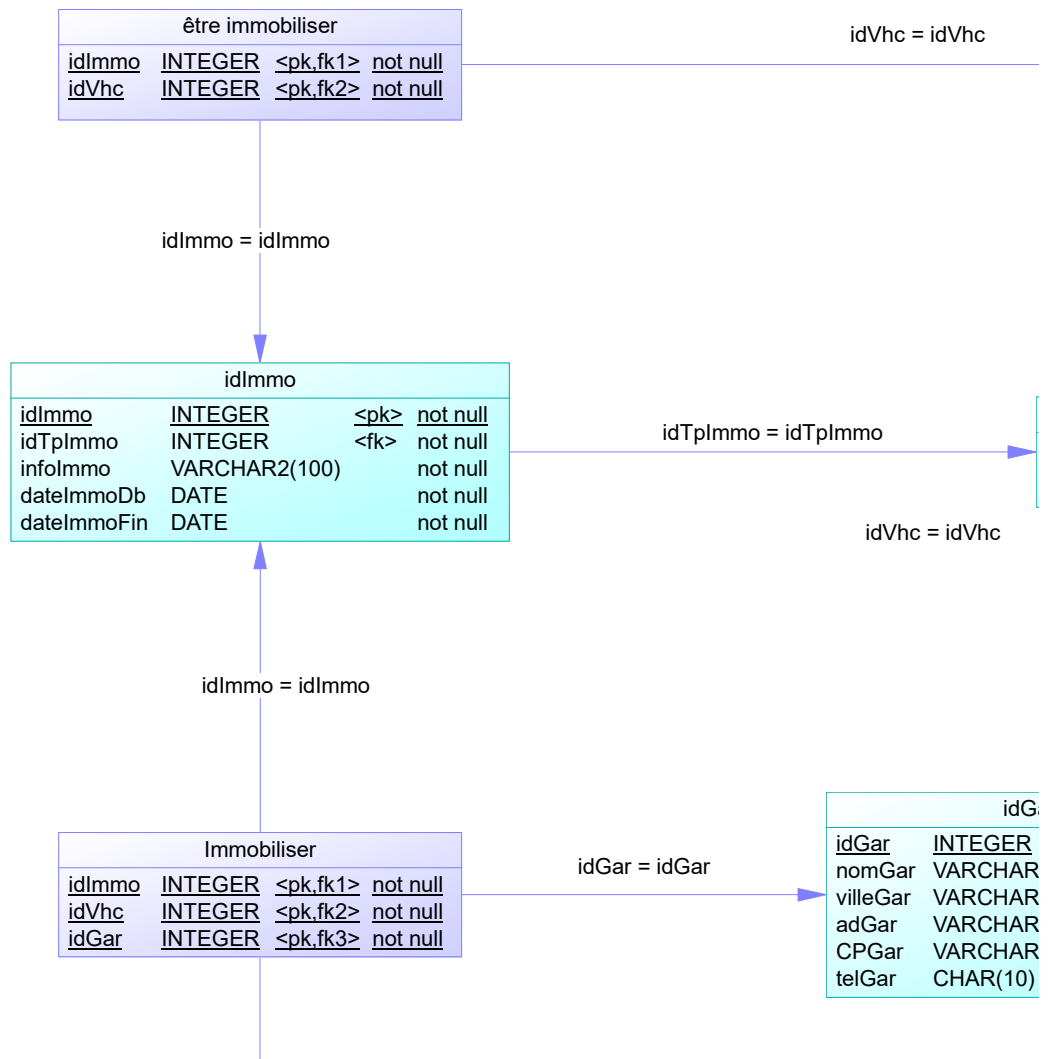 être immobiliser
idImmo INTEGER <pk,fk1> not null
idVhc INTEGER <pk,fk2> not null
idVhc = idVhc
idImmo = idImmo
idImmo
idImmo INTEGER <pk> not null
idTpImmo INTEGER <fk> not null
infoImmo VARCHAR2(100) not null
dateImmoDb DATE not null
dateImmoFin DATE not null
idTpImmo = idTpImmo
idVhc = idVhc
idImmo = idImmo
Immobiliser
idImmo INTEGER <pk,fk1> not null
idVhc INTEGER <pk,fk2> not null
idGar INTEGER <pk,fk3> not null
idGar = idGar
idGa
idGar INTEGER
nomGar VARCHAR
villeGar VARCHAR
adGar VARCHAR
CPGar VARCHAR
telGar CHAR(10)